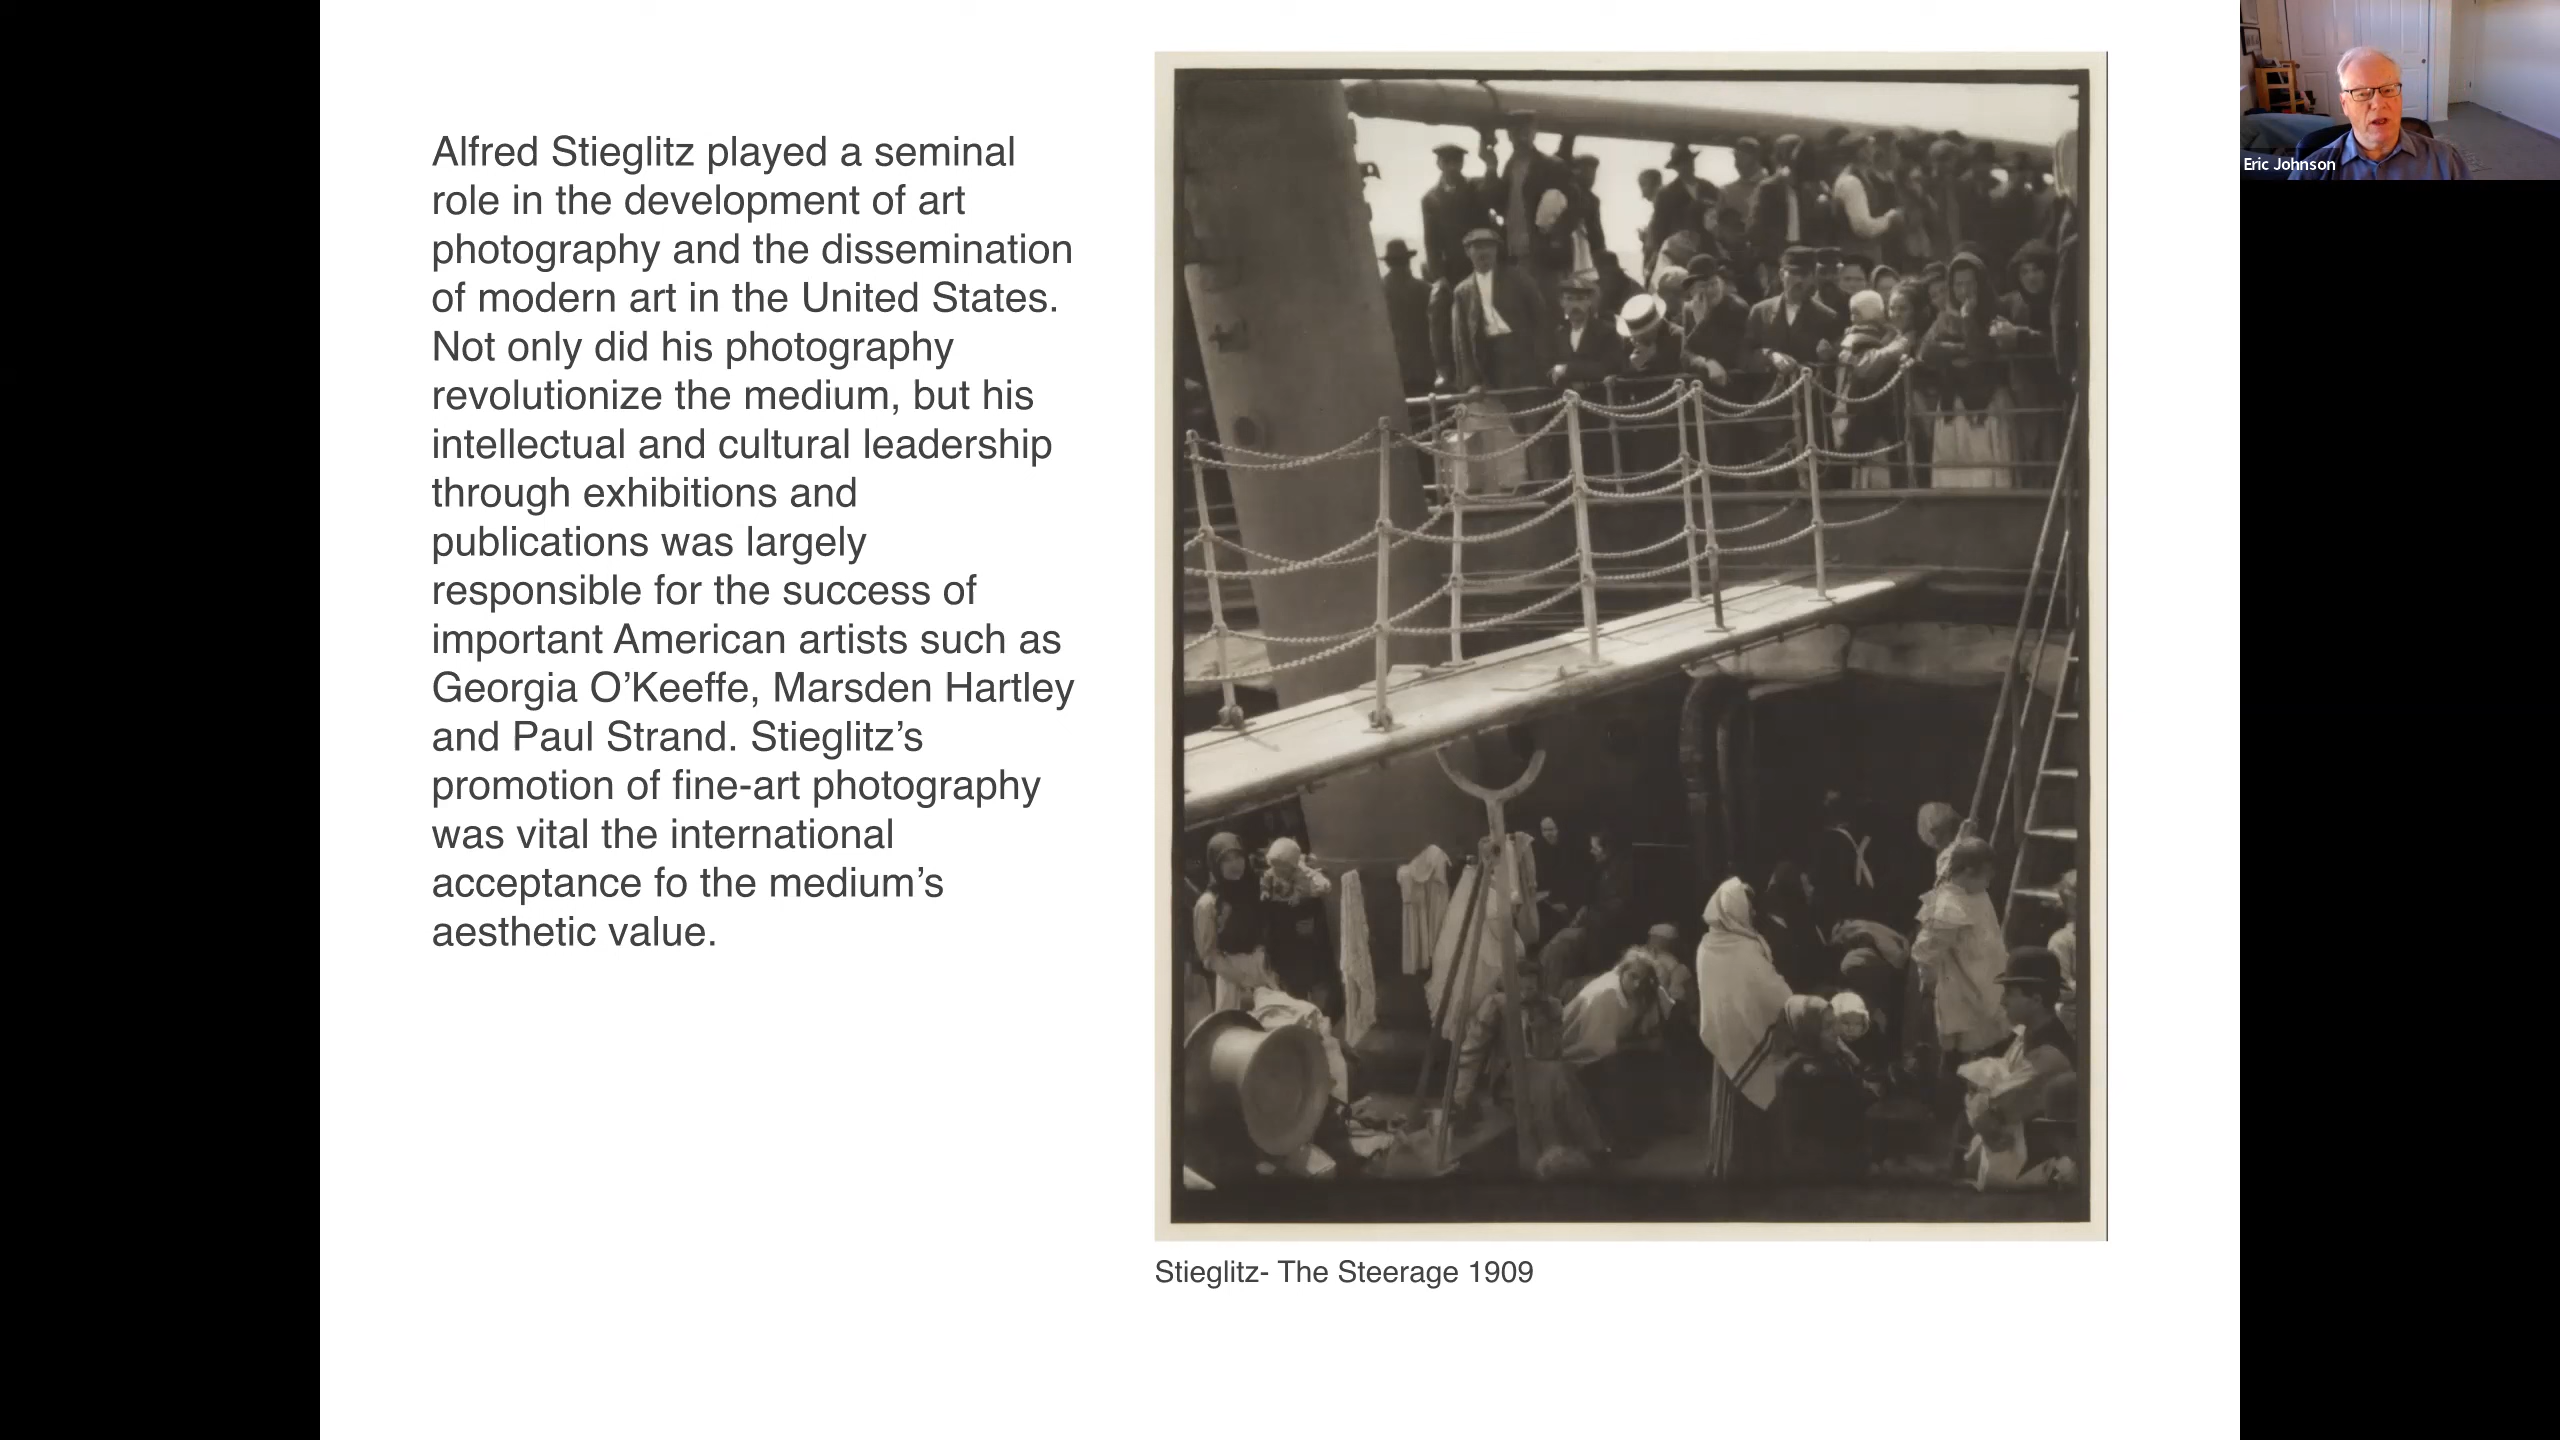 Alfred Stieglitz played a seminal
role in the development of art
photography and the dissemination
of modern art in the United States.
Not only did his photography
revolutionize the medium, but his
intellectual and cultural leadership
through exhibitions and
publications was largely
responsible for the success of
important American artists such as
Georgia O’Keeffe, Marsden Hartley
and Paul Strand. Stieglitz’s
promotion of fine-art photography
was vital the international
acceptance fo the medium’s
aesthetic value.
Stieglitz- The Steerage 1909
Eric Johnson